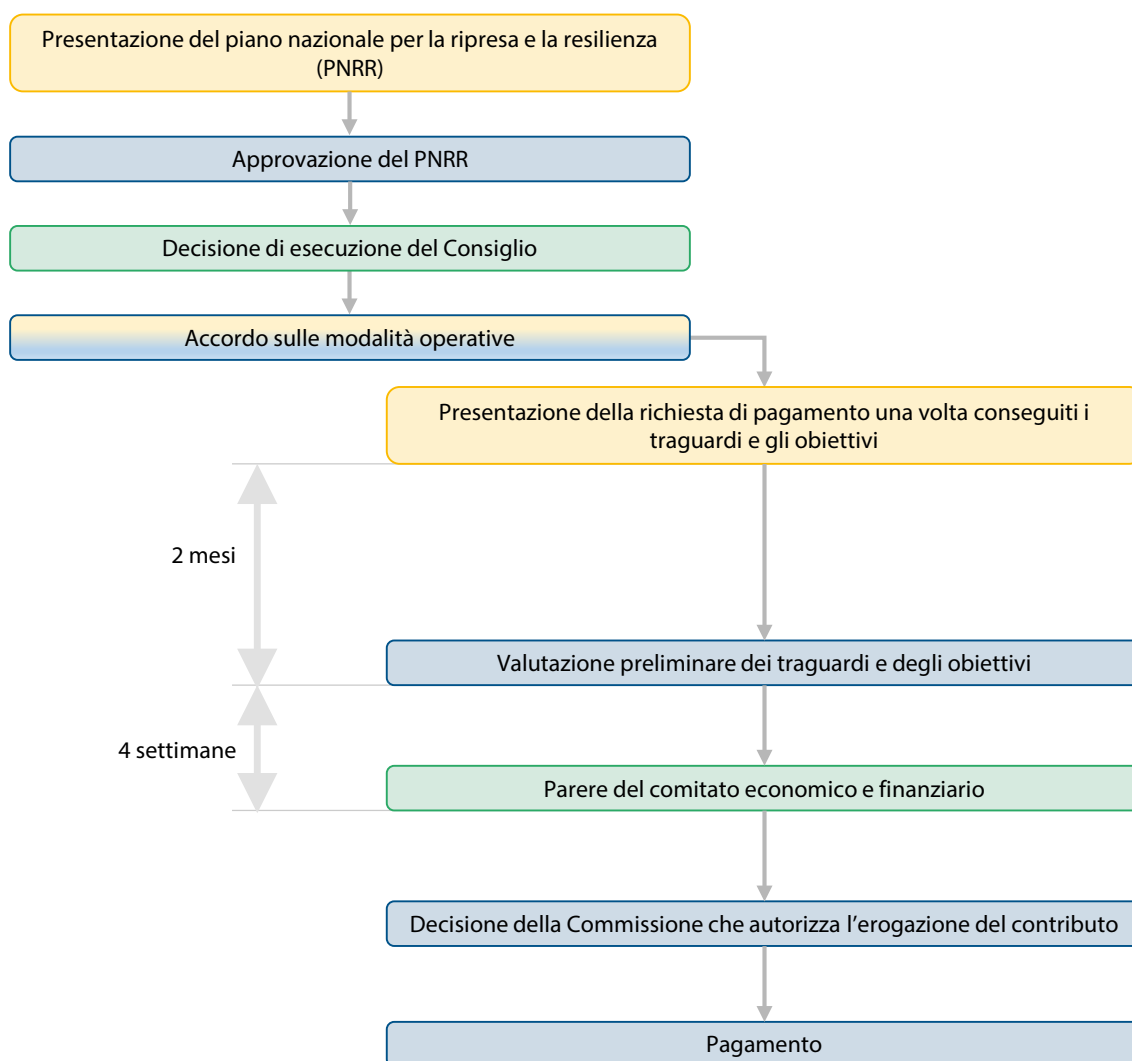 Presentazione del piano nazionale per la ripresa e la resilienza
(PNRR)
Approvazione del PNRR
Decisione di esecuzione del Consiglio
Accordo sulle modalità operative
Presentazione della richiesta di pagamento una volta conseguiti i
traguardi e gli obiettivi
2 mesi
Valutazione preliminare dei traguardi e degli obiettivi
4 settimane
Parere del comitato economico e finanziario
Decisione della Commissione che autorizza l’erogazione del contributo
Pagamento